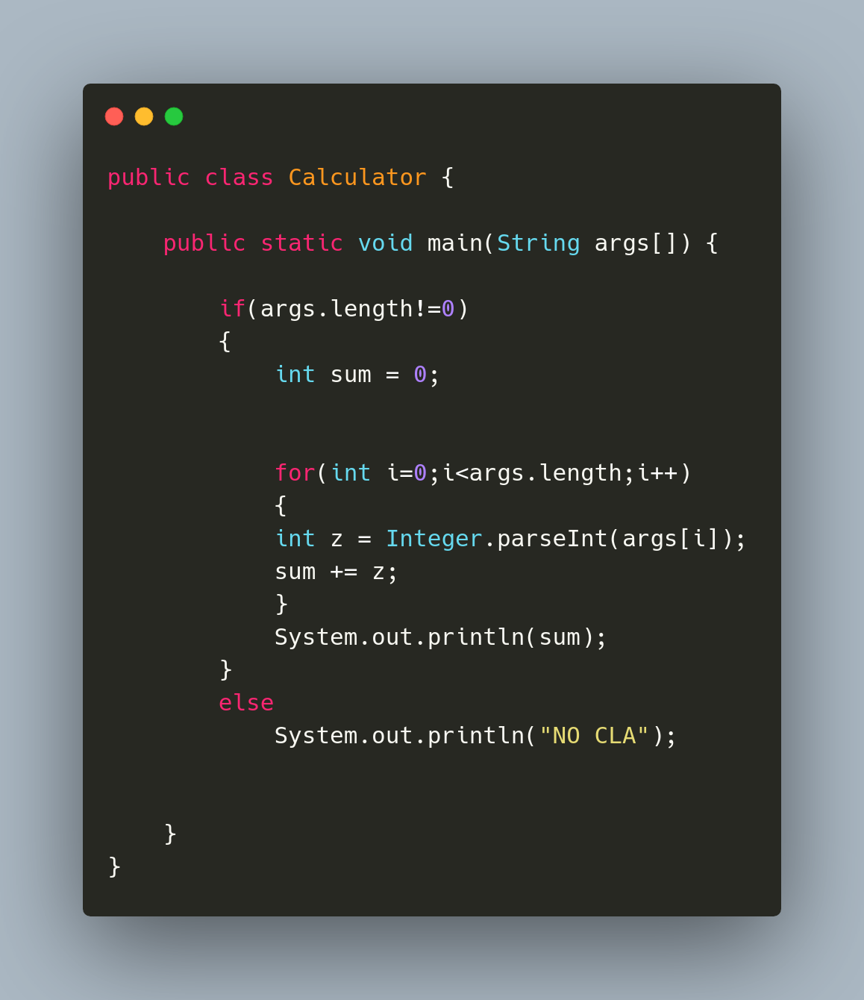 public class Calculator {
public static void main(String args[]) {
if(args.length!=0)
{
int sum = 0;
for(int i=0;i<args.length;i++)
{
int z = Integer.parseInt(args[i]);
sum += z;
}
System.out.println(sum);
}
else
System.out.println("NO CLA");
}
}